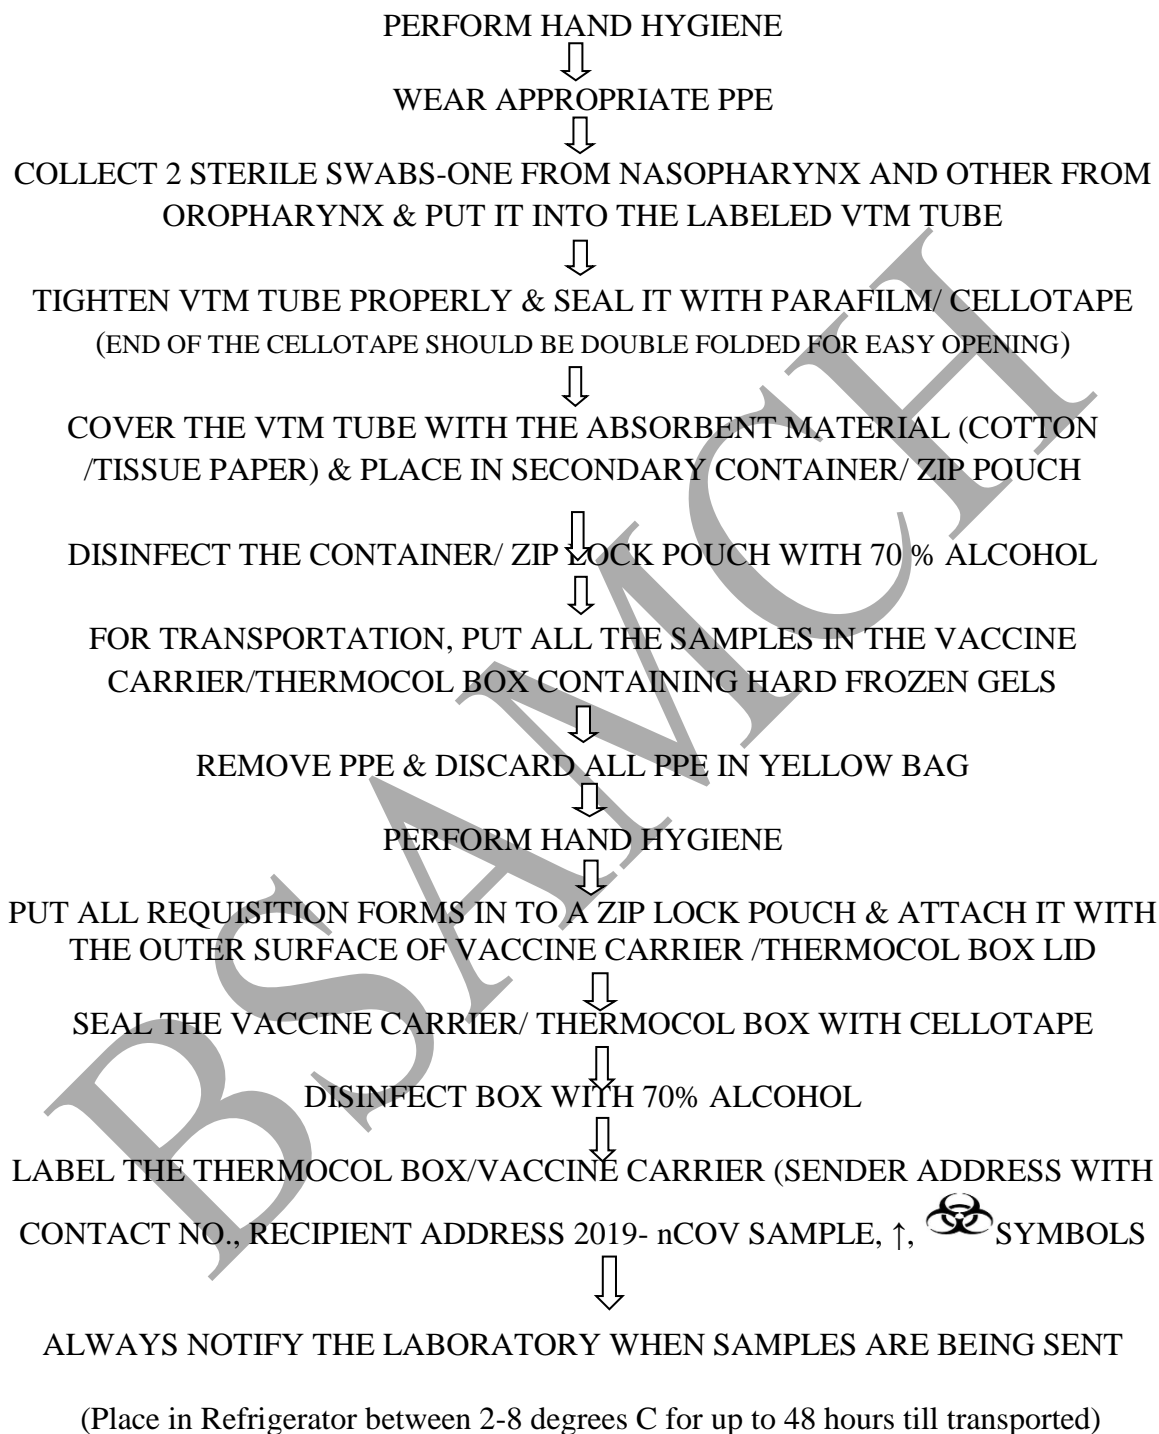 PERFORM HAND HYGIENE
WEAR APPROPRIATE PPE
COLLECT 2 STERILE SWABS-ONE FROM NASOPHARYNX AND OTHER FROM
OROPHARYNX & PUT IT INTO THE LABELED VTM TUBE
TIGHTEN VTM TUBE PROPERLY & SEAL IT WITH PARAFILM/ CELLOTAPE
(END OF THE CELLOTAPE SHOULD BE DOUBLE FOLDED FOR EASY OPENING)
COVER THE VTM TUBE WITH THE ABSORBENT MATERIAL (COTTON
/TISSUE PAPER) & PLACE IN SECONDARY CONTAINER/ ZIP POUCH
DISINFECT THE CONTAINER/ ZIP LOCK POUCH WITH 70 % ALCOHOL
FOR TRANSPORTATION, PUT ALL THE SAMPLES IN THE VACCINE
CARRIER/THERMOCOL BOX CONTAINING HARD FROZEN GELS
REMOVE PPE & DISCARD ALL PPE IN YELLOW BAG
PERFORM HAND HYGIENE
PUT ALL REQUISITION FORMS IN TO A ZIP LOCK POUCH & ATTACH IT WITH
THE OUTER SURFACE OF VACCINE CARRIER /THERMOCOL BOX LID
SEAL THE VACCINE CARRIER/ THERMOCOL BOX WITH CELLOTAPE
DISINFECT BOX WITH 70% ALCOHOL
LABEL THE THERMOCOL BOX/VACCINE CARRIER (SENDER ADDRESS WITH
CONTACT NO., RECIPIENT ADDRESS 2019- nCOV SAMPLE, ↑, SYMBOLS
ALWAYS NOTIFY THE LABORATORY WHEN SAMPLES ARE BEING SENT
(Place in Refrigerator between 2-8 degrees C for up to 48 hours till transported)
BSAMCH